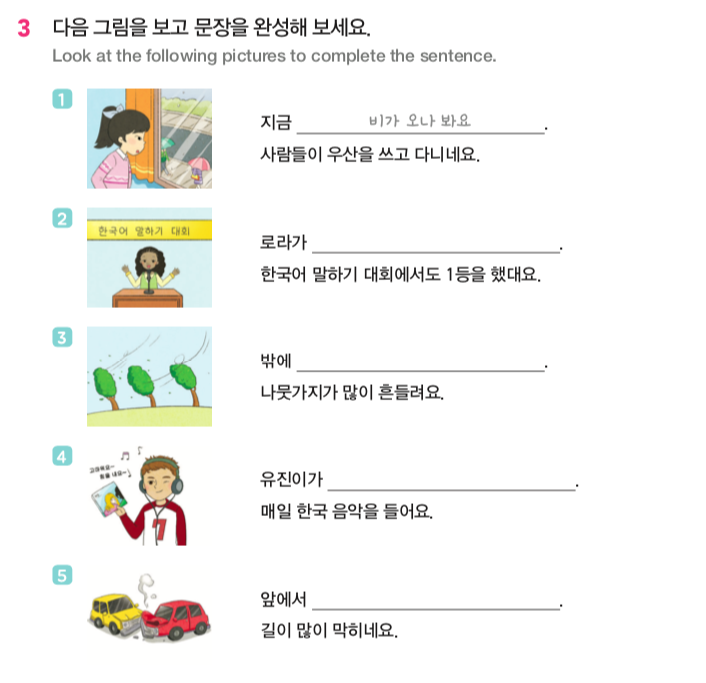 3 다음 그림을 보고 문장을 완성해 보세요.
Look at the following pictures to complete the sentence.
1
지금 비가 오나 봐요.
사람들이 우산을 쓰고 다니네요.
2
한국어 말하기 대회
로라가 .
한국어 말하기 대회에서도 1등을 했대요.
3
밖에 .
나뭇가지가 많이 흔들려요.
4
유진이가 .
매일 한국 음악을 들어요.
7
5
앞에서 .
길이 많이 막히네요.